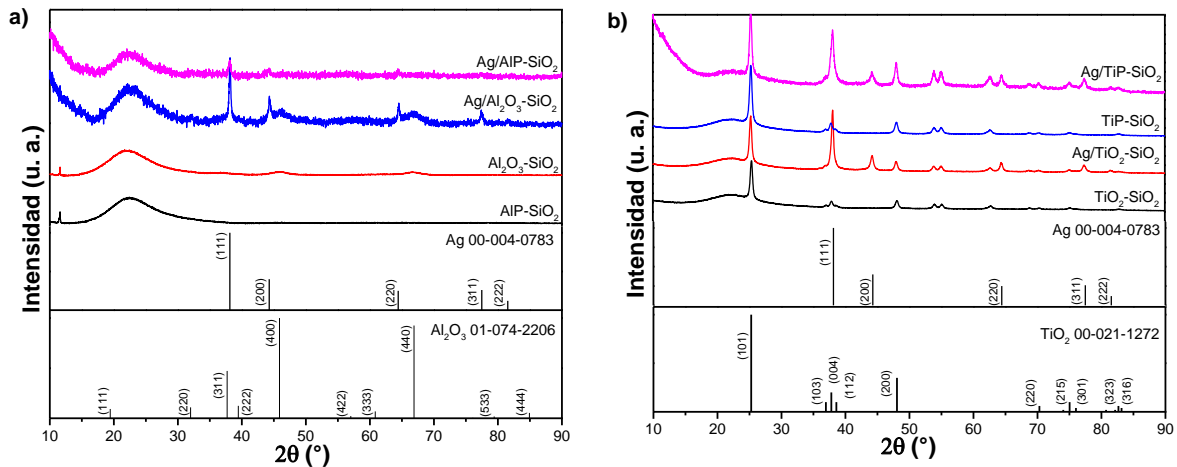 a)
Intensidad (u. a.)
Ag/AlP-SiO₂
Ag/Al₂O₃-SiO₂
Al₂O₃-SiO₂
AlP-SiO₂
Ag 00-004-0783
(111)
(200)
(220)
(311)
(222)
Al₂O₃ 01-074-2206
(111)
(220)
(311)
(222)
(400)
(422)
(333)
(440)
(533)
(444)
10 20 30 40 50 60 70 80 90
2θ (°)
b)
Intensidad (u. a.)
Ag/TiP-SiO₂
TiP-SiO₂
Ag/TiO₂-SiO₂
TiO₂-SiO₂
Ag 00-004-0783
(111)
(200)
(220)
(311)
(222)
TiO₂ 00-021-1272
(101)
(103)
(004)
(112)
(200)
(220)
(215)
(301)
(323)
(316)
10 20 30 40 50 60 70 80 90
2θ (°)